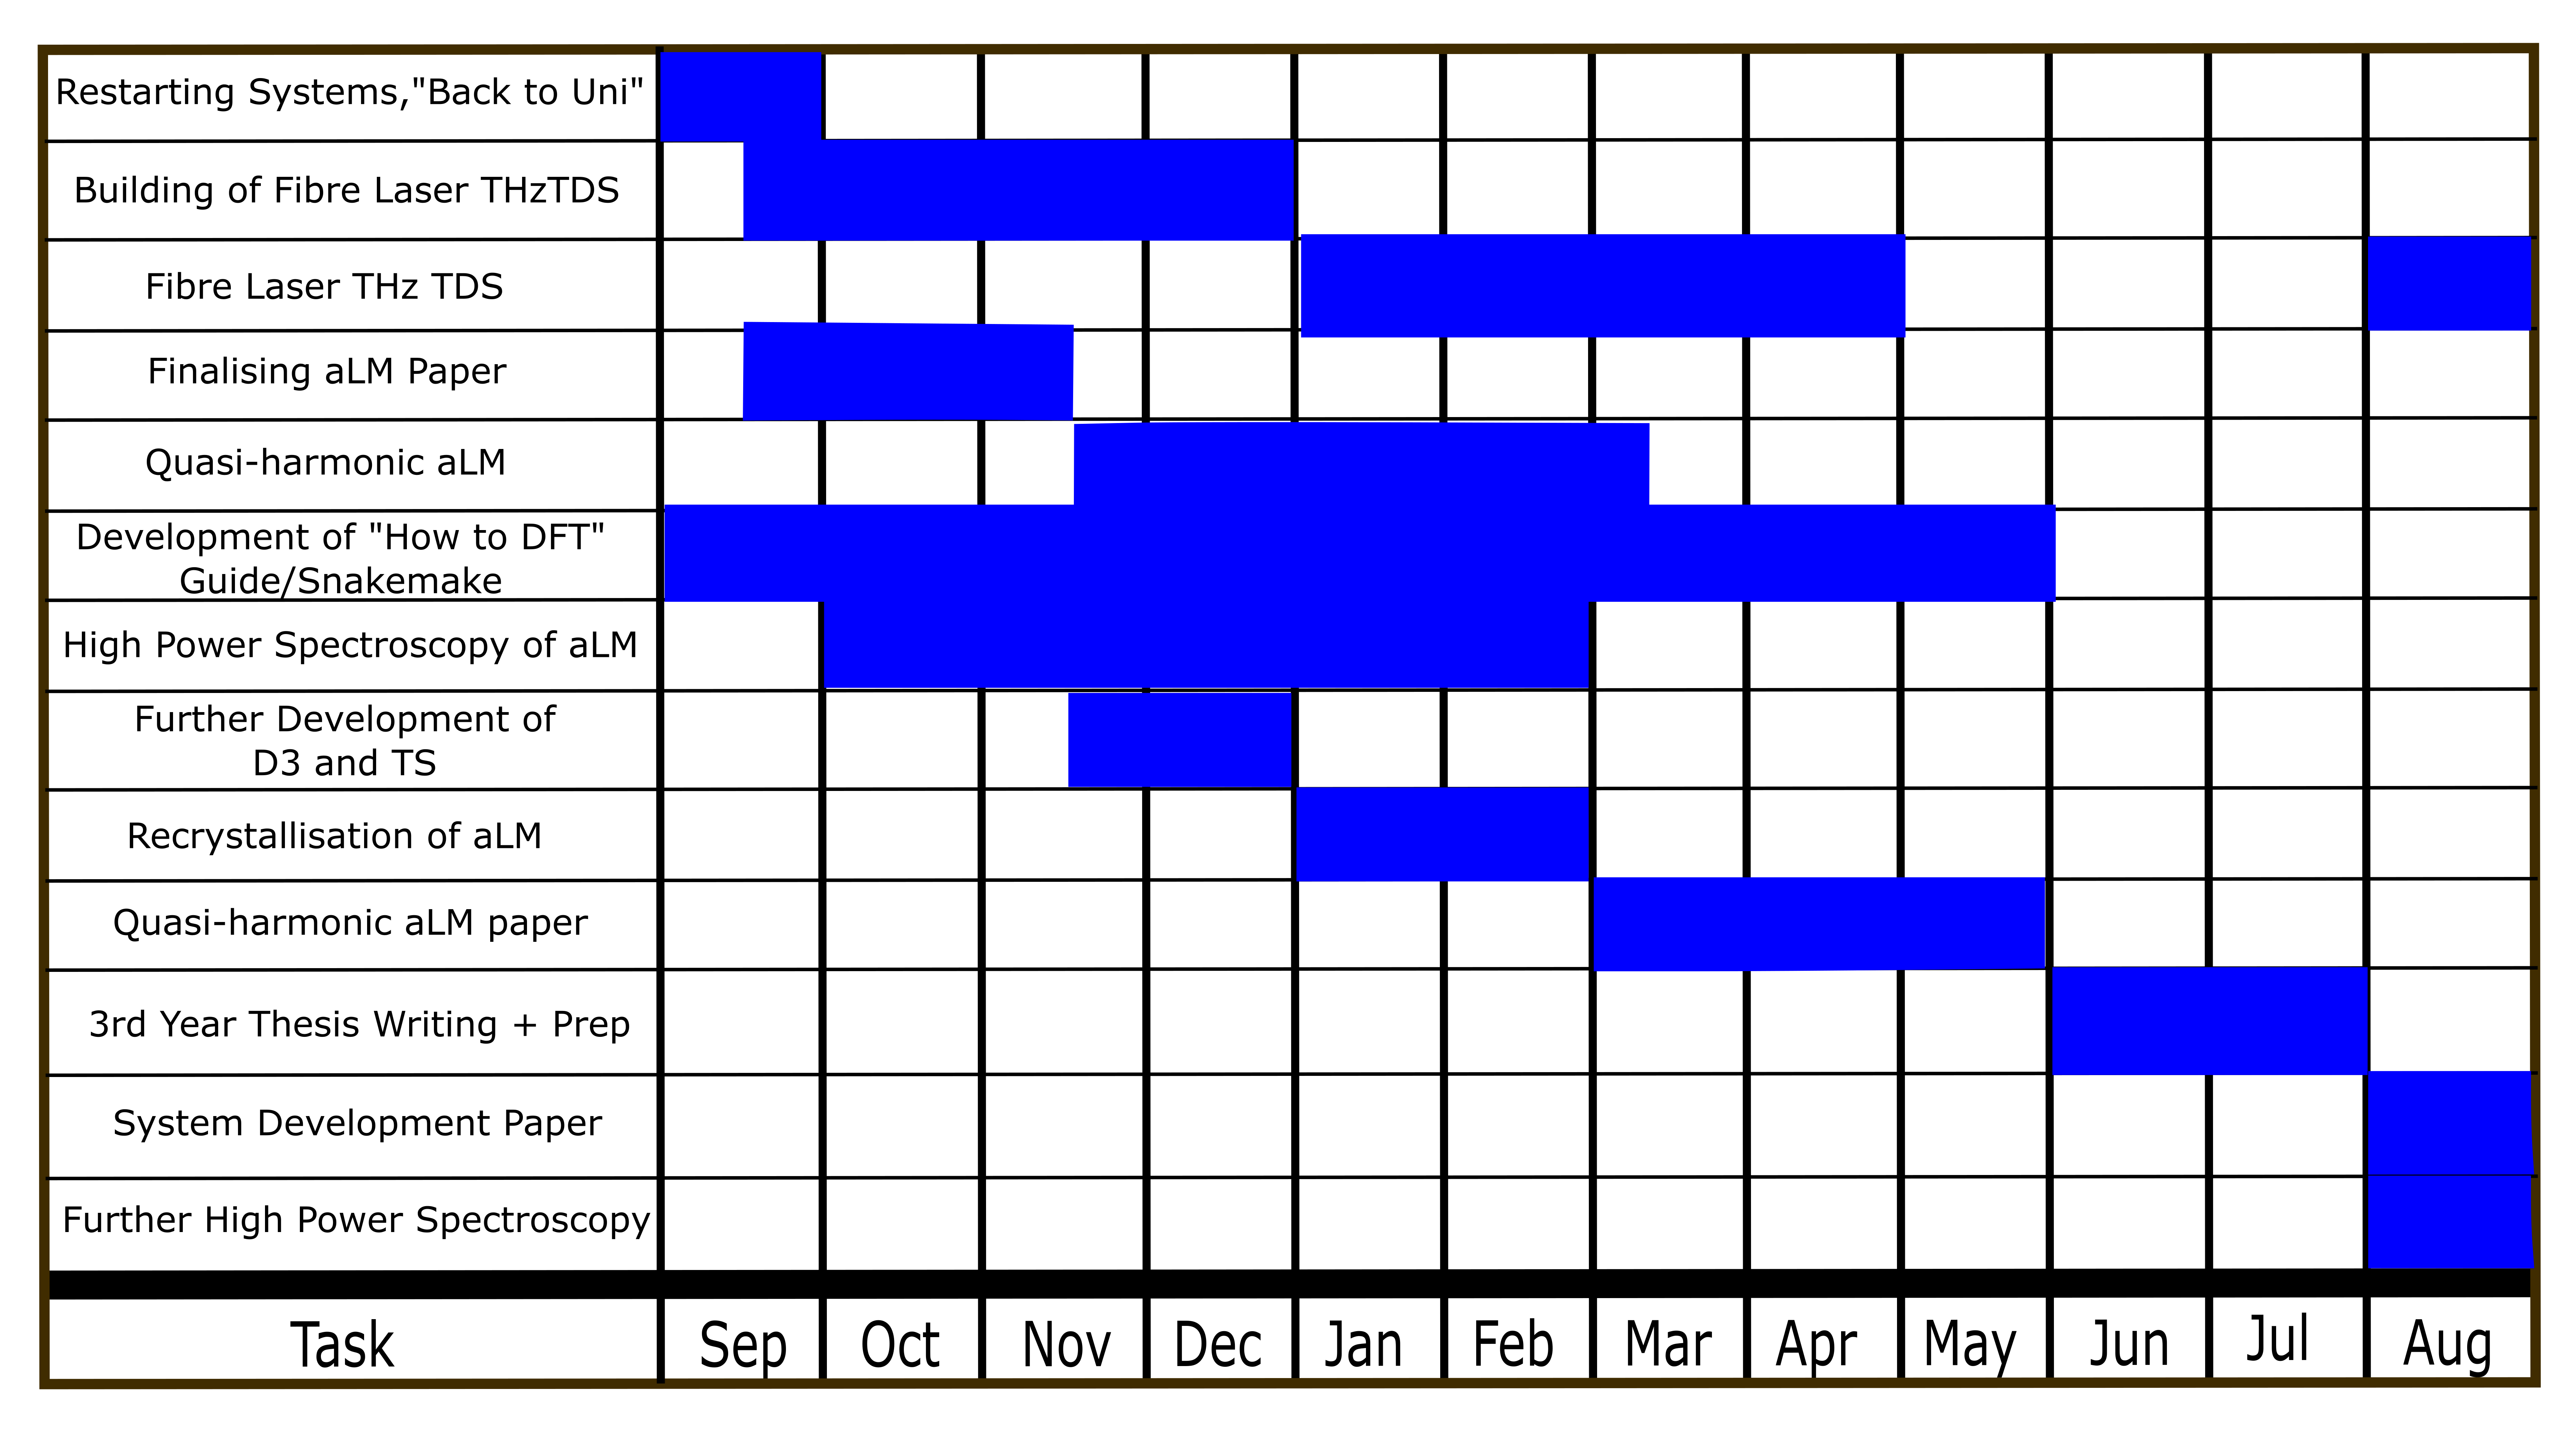 Restarting Systems,"Back to Uni"
Building of Fibre Laser THzTDS
Fibre Laser THz TDS
Finalising aLM Paper
Quasi-harmonic aLM
Development of "How to DFT"
Guide/Snakemake
High Power Spectroscopy of aLM
Further Development of
D3 and TS
Recrystallisation of aLM
Quasi-harmonic aLM paper
3rd Year Thesis Writing + Prep
System Development Paper
Further High Power Spectroscopy
Task Sep Oct Nov Dec Jan Feb Mar Apr May Jun Jul Aug